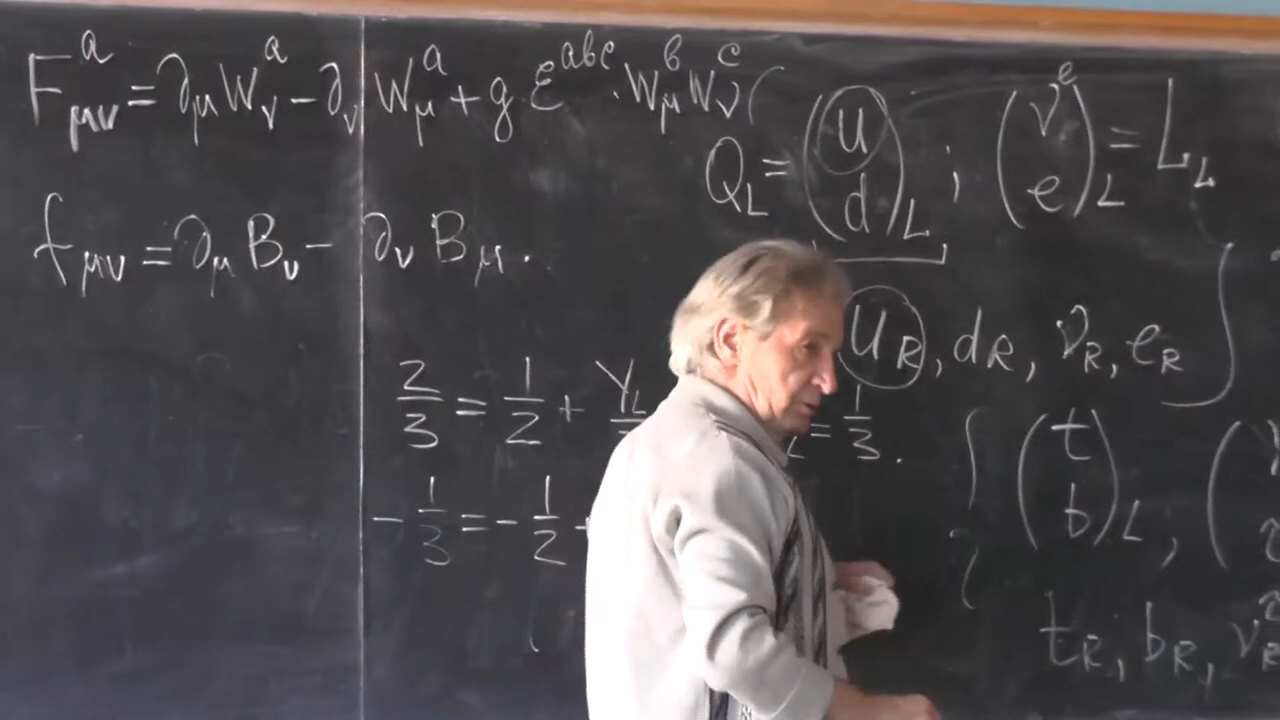 F^a_μν = ∂_μ W^a_ν − ∂_ν W^a_μ + g ε^abc · W^b_μ W^c_ν (
Q_L = (u d)_L ; (ν^e e)_L = L_L
f_μν = ∂_μ B_ν − ∂_ν B_μ .
u_R, d_R, ν_R, e_R }
2/3 = 1/2 + Y_L/ = 1/3 .
{ (t b)_L , (
− 1/3 = − 1/2 +
t_R, b_R, ν_R